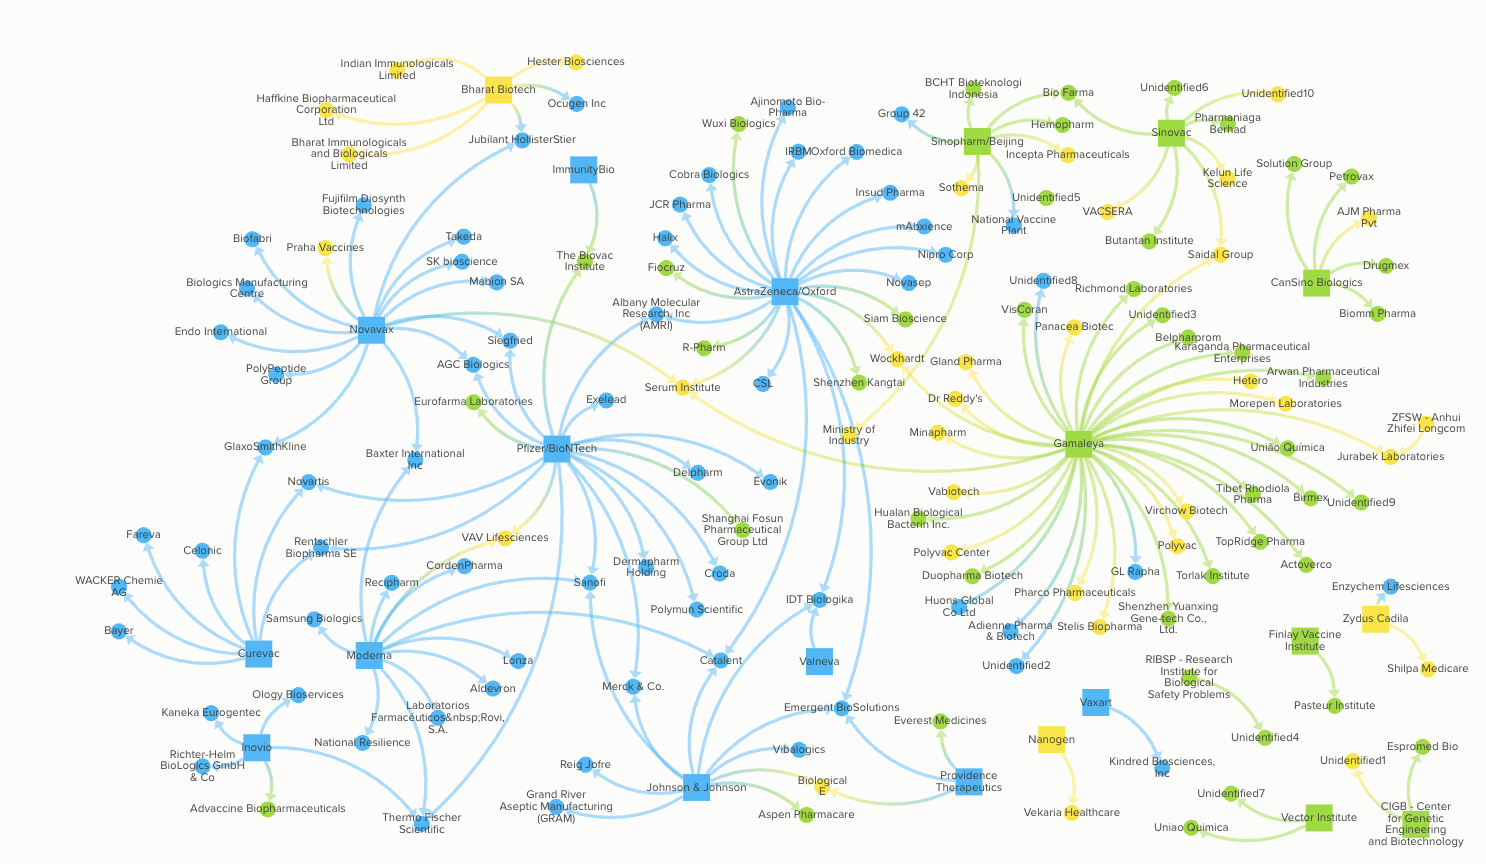 Indian Immunologicals
Limited
Hester Biosciences
Bharat Biotech
Haffkine Biopharmaceutical
Corporation
Ltd
Ocugen Inc
Bharat Immunologicals
and Biologicals
Limited
Jubilant HollisterStier
ImmunityBio
Wuxi Biologics
Ajinomoto Bio-
Pharma
Group 42
BCHT Bioteknologi
Indonesia
Bio Farma
Unidentified6
Unidentified10
Pharmaniaga
Berhad
Hemopharm
Sinovac
Sinopharm/Beijing
IRBM
Oxford Biomedica
Incepta Pharmaceuticals
Solution Group
Petrovax
Kelun Life
Science
Cobra Biologics
Insud Pharma
Sothema
Unidentified5
JCR Pharma
VACSERA
AJM Pharma
Pvt
National Vaccine
Plant
mAbxience
Fujifilm Diosynth
Biotechnologies
Biofabri
Praha Vaccines
Takeda
SK bioscience
Mabion SA
Halix
Fiocruz
The Biovac
Institute
Nipro Corp
Butantan Institute
Saidal Group
Drugmex
Biologics Manufacturing
Centre
AstraZeneca/Oxford
Novasep
Unidentified8
Richmond Laboratories
CanSino Biologics
Albany Molecular
Research, Inc
(AMRI)
Siam Bioscience
VisCoran
Unidentified3
Biomm Pharma
Endo International
Novavax
Siegfried
R-Pharm
Panacea Biotec
Belpharprom
Karaganda Pharmaceutical
Enterprises
PolyPeptide
Group
AGC Biologics
Wockhardt
Gland Pharma
Arwan Pharmaceutical
Industries
Serum Institute
CSL
Shenzhen Kangtai
Hetero
Eurofarma Laboratories
Exelead
Dr Reddy's
Morepen Laboratories
ZFSW - Anhui
Zhifei Longcom
Ministry of
Industry
Minapharm
Gamaleya
GlaxoSmithKline
Baxter International
Inc
Pfizer/BioNTech
União Química
Jurabek Laboratories
Novartis
Delpharm
Evonik
Vabiotech
Tibet Rhodiola
Pharma
Birmex
Unidentified9
Hualan Biological
Bacterin Inc.
Virchow Biotech
Shanghai Fosun
Pharmaceutical
Group Ltd
Fareva
Celonic
Rentschler
Biopharma SE
VAV Lifesciences
Polyvac Center
Polyvac
TopRidge Pharma
Actoverco
CordenPharma
Dermapharm
Holding
Croda
Duopharma Biotech
GL Rapha
Torlak Institute
WACKER Chemie
AG
Recipharm
Sanofi
Pharco Pharmaceuticals
Enzychem Lifesciences
IDT Biologika
Huons Global
Co Ltd
Polymun Scientific
Samsung Biologics
Shenzhen Yuanxing
Gene-tech Co.,
Ltd.
Zydus Cadila
Bayer
Adienne Pharma
& Biotech
Stelis Biopharma
Finlay Vaccine
Institute
Curevac
Moderna
Lonza
Catalent
Valneva
Unidentified2
RIBSP - Research
Institute for
Biological
Safety Problems
Shilpa Medicare
Ology Bioservices
Aldevron
Merck & Co.
Vaxart
Pasteur Institute
Kaneka Eurogentec
Laboratorios
Farmacéuticos&nbsp;Rovi,
S.A.
Emergent BioSolutions
Everest Medicines
National Resilience
Inovio
Nanogen
Unidentified4
Espromed Bio
Richter-Helm
BioLogics GmbH
& Co
Reig Jofre
Vibalogics
Kindred Biosciences,
Inc
Unidentified1
Johnson & Johnson
Biological
E
Providence
Therapeutics
Grand River
Aseptic Manufacturing
(GRAM)
Unidentified7
Advaccine Biopharmaceuticals
Thermo Fischer
Scientific
Aspen Pharmacare
Vekaria Healthcare
Uniao Quimica
Vector Institute
CIGB - Center
for Genetic
Engineering
and Biotechnology